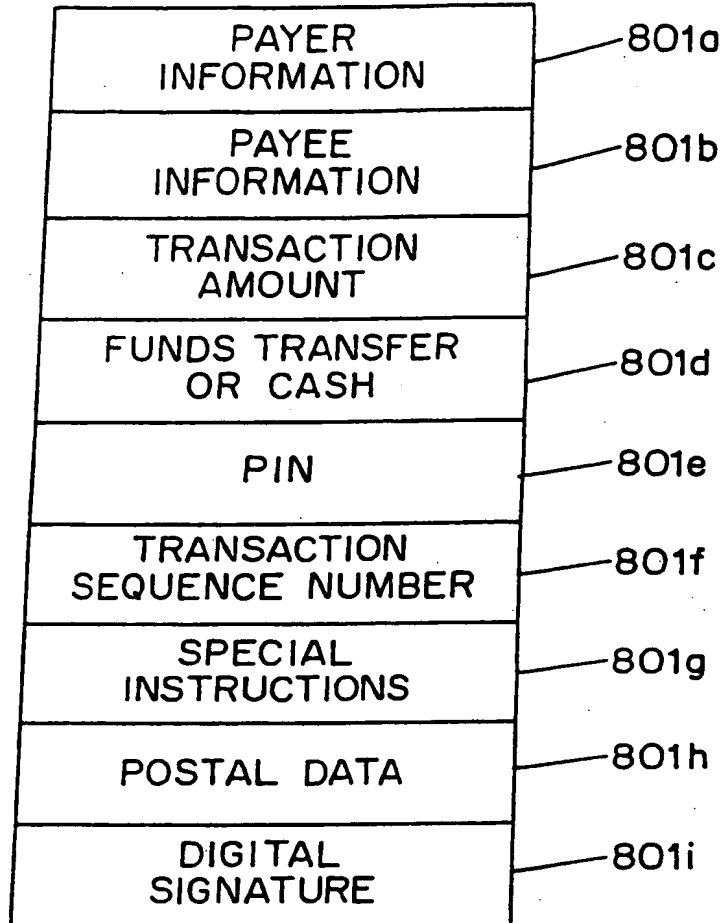 PAYER
INFORMATION
801a
PAYEE
INFORMATION
801b
TRANSACTION
AMOUNT
801c
FUNDS TRANSFER
OR CASH
801d
PIN
801e
TRANSACTION
SEQUENCE NUMBER
801f
SPECIAL
INSTRUCTIONS
801g
POSTAL DATA
801h
DIGITAL
SIGNATURE
801i